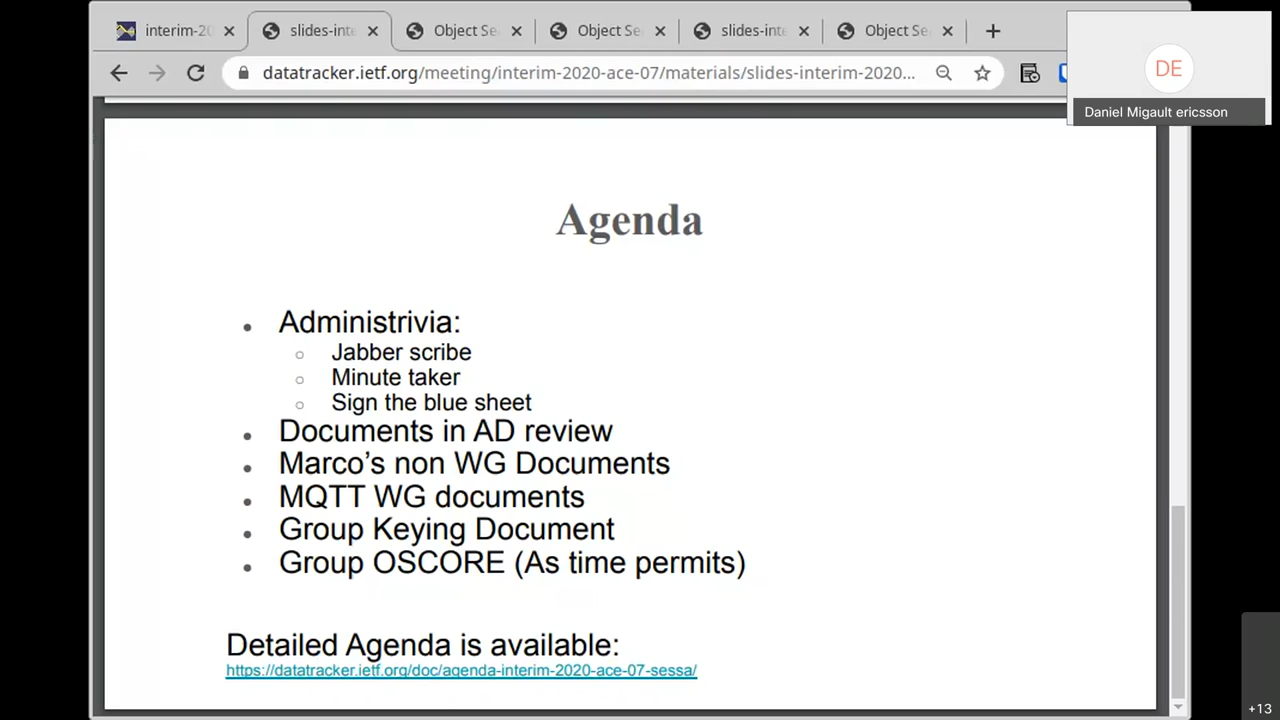 interim-20
slides-inte
Object Se
Object Se
slides-inte
Object Se
datatracker.ietf.org/meeting/interim-2020-ace-07/materials/slides-interim-2020...
DE
Daniel Migault ericsson
Agenda
Administrivia:
Jabber scribe
Minute taker
Sign the blue sheet
Documents in AD review
Marco's non WG Documents
MQTT WG documents
Group Keying Document
Group OSCORE (As time permits)
Detailed Agenda is available:
https://datatracker.ietf.org/doc/agenda-interim-2020-ace-07-sessa/
+13